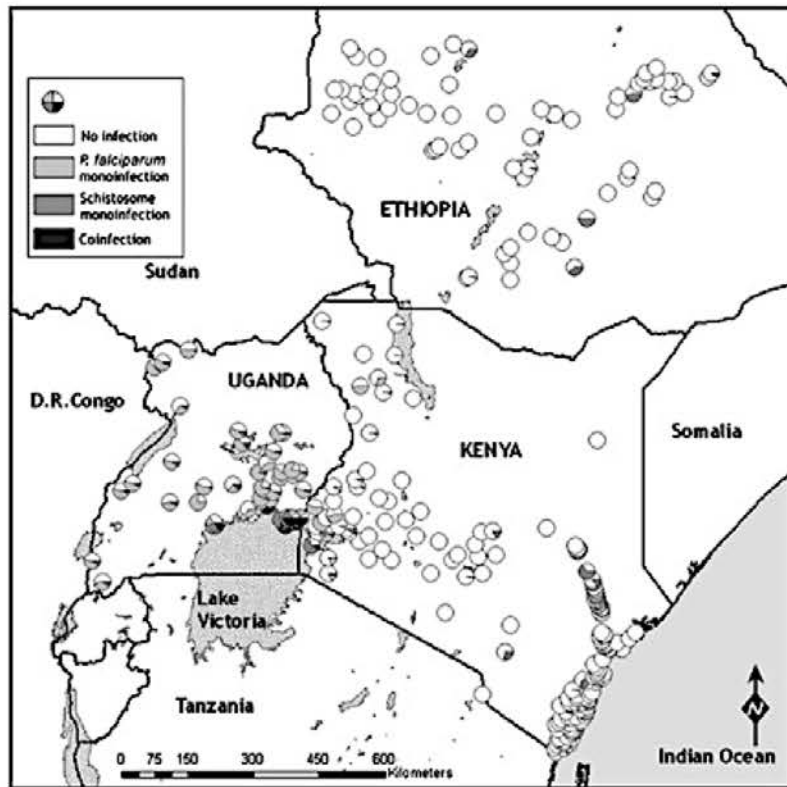 No infection
P. falciparum
monoinfection
Schistosome
monoinfection
Coinfection
Sudan
ETHIOPIA
UGANDA
D.R.Congo
KENYA
Somalia
Lake
Victoria
Tanzania
N
Indian Ocean
0 75 150 300 450 600
Kilometers